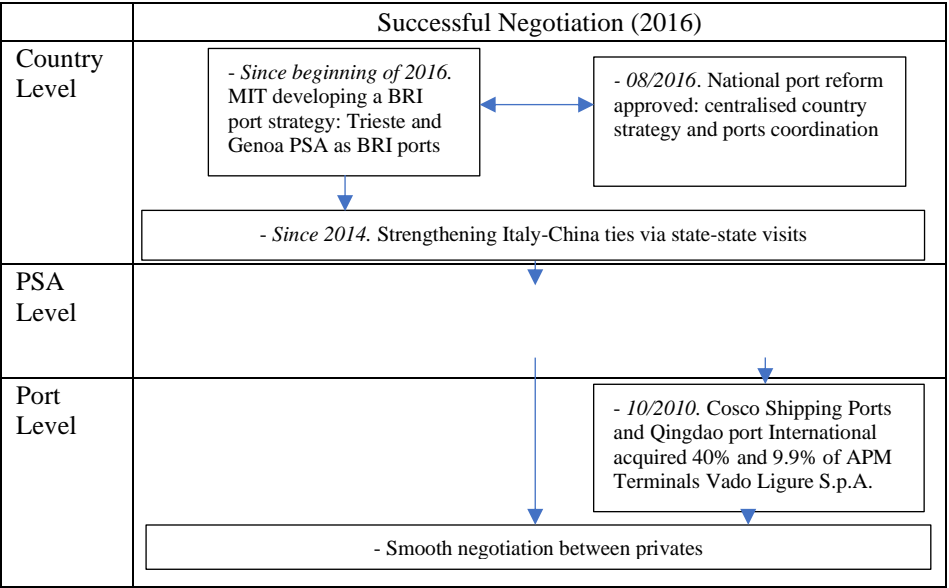 Successful Negotiation (2016)
Country
Level
- Since beginning of 2016.
MIT developing a BRI
port strategy: Trieste and
Genoa PSA as BRI ports
- 08/2016. National port reform
approved: centralised country
strategy and ports coordination
- Since 2014. Strengthening Italy-China ties via state-state visits
PSA
Level
Port
Level
- 10/2010. Cosco Shipping Ports
and Qingdao port International
acquired 40% and 9.9% of APM
Terminals Vado Ligure S.p.A.
- Smooth negotiation between privates